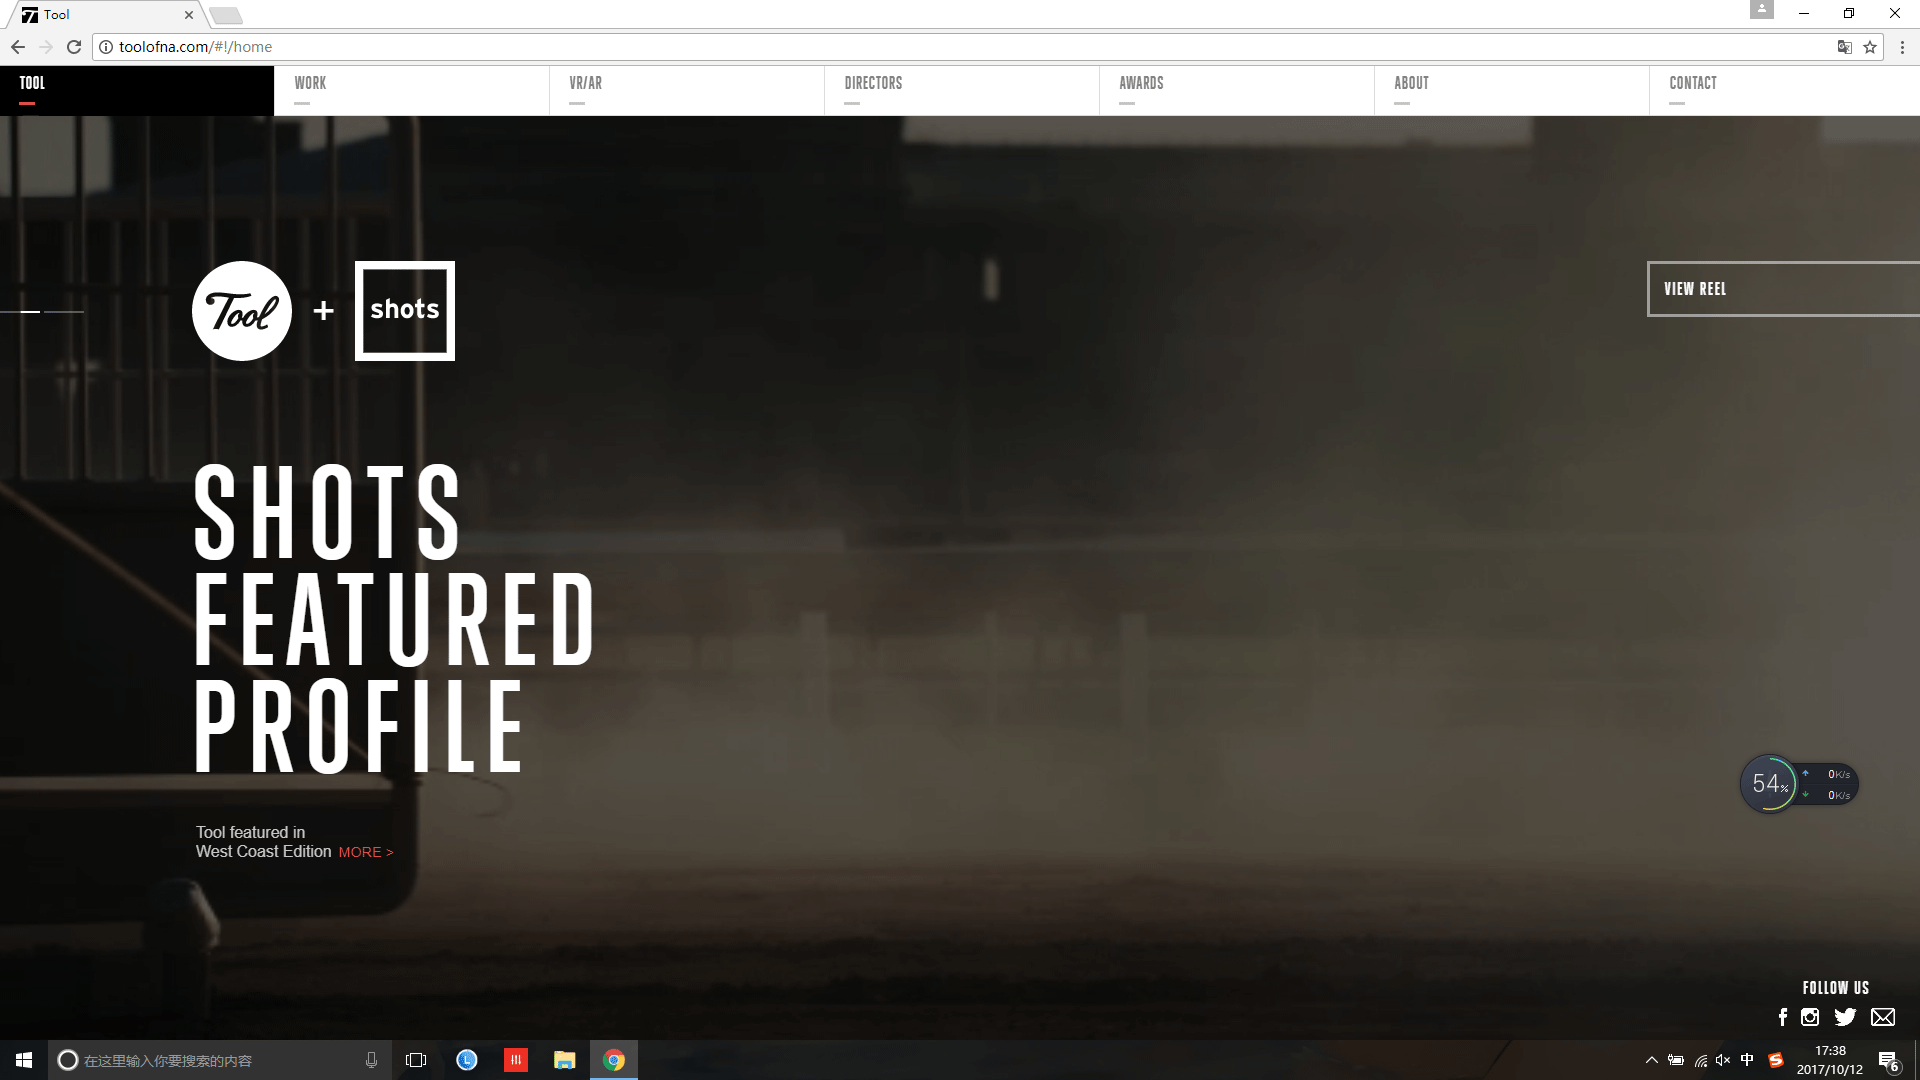 Tool
toolofna.com/#!/home
TOOL
WORK
VR/AR
DIRECTORS
AWARDS
ABOUT
CONTACT
Tool + shots
VIEW REEL
SHOTS
FEATURED
PROFILE
54%
0K/s
0K/s
Tool featured in
West Coast Edition MORE >
FOLLOW US
在这里输入你要搜索的内容
中
17:38
2017/10/12
6